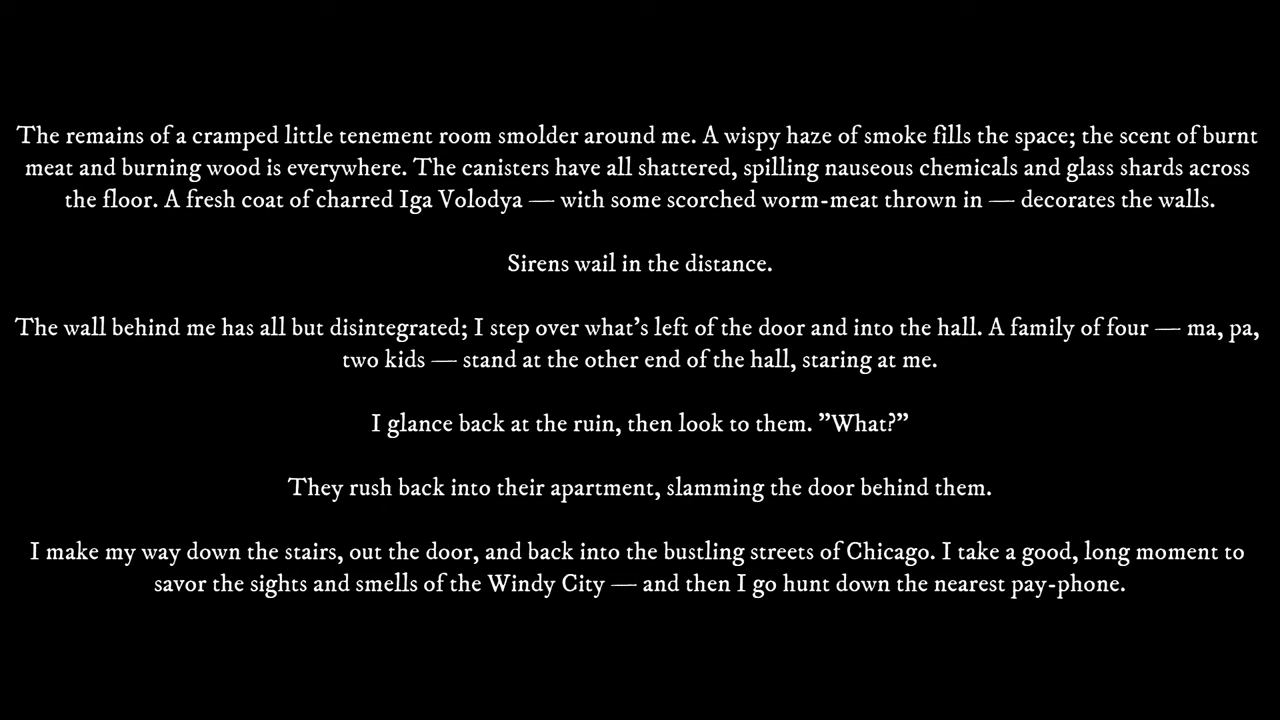 The remains of a cramped little tenement room smolder around me. A wispy haze of smoke fills the space; the scent of burnt
meat and burning wood is everywhere. The canisters have all shattered, spilling nauseous chemicals and glass shards across
the floor. A fresh coat of charred Iga Volodya — with some scorched worm-meat thrown in — decorates the walls.
Sirens wail in the distance.
The wall behind me has all but disintegrated; I step over what’s left of the door and into the hall. A family of four — ma, pa,
two kids — stand at the other end of the hall, staring at me.
I glance back at the ruin, then look to them. ”What?”
They rush back into their apartment, slamming the door behind them.
I make my way down the stairs, out the door, and back into the bustling streets of Chicago. I take a good, long moment to
savor the sights and smells of the Windy City — and then I go hunt down the nearest pay-phone.